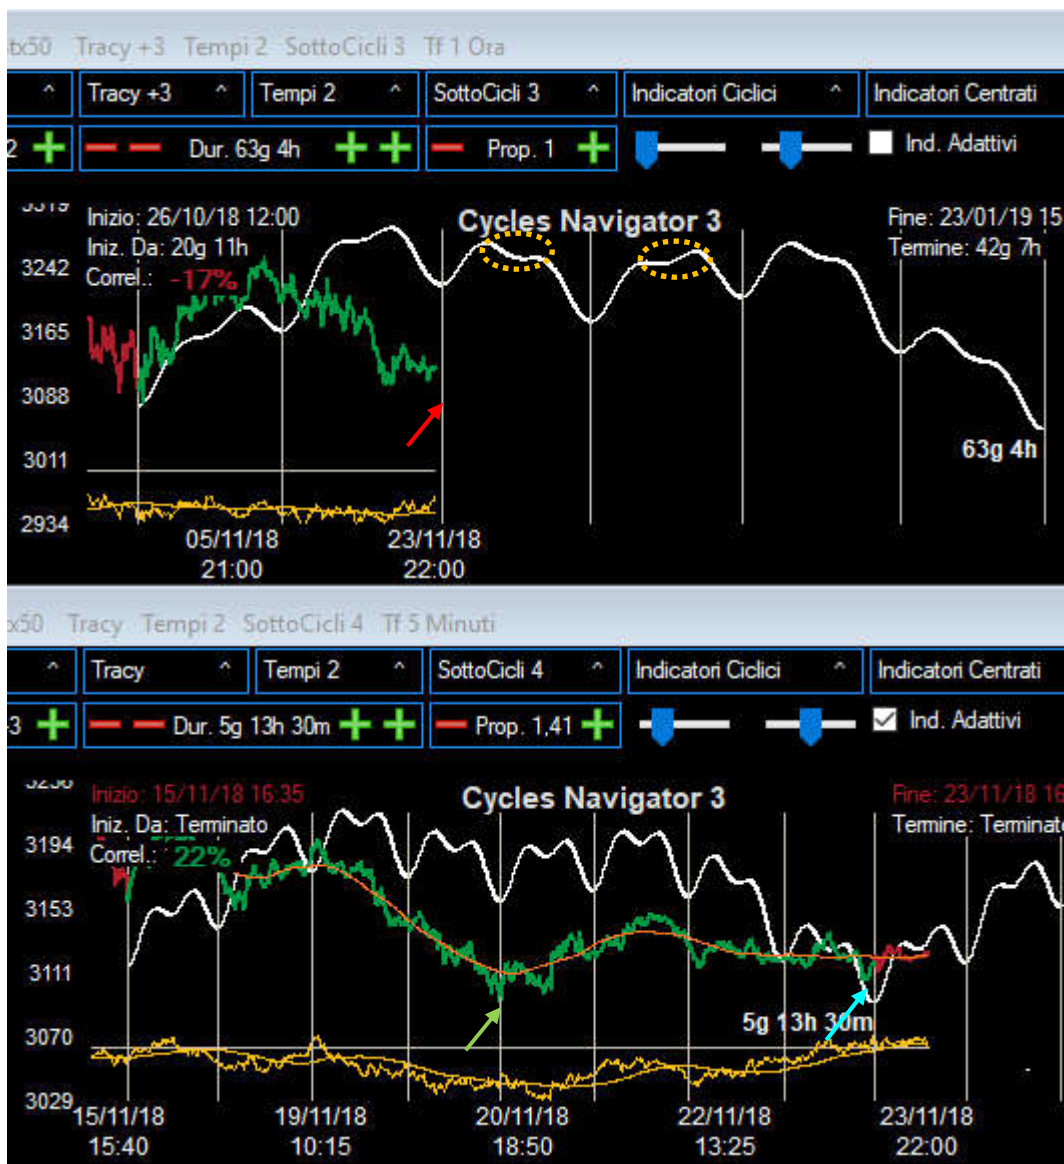 Tracy +3 Tempi 2 SottoCicli 3 Tf 1 Ora
^ Tracy +3 ^ Tempi 2 ^ SottoCicli 3 ^ Indicatori Ciclici ^ Indicatori Centrati
2 Dur. 63g 4h Prop. 1 Ind. Adattivi
Inizio: 26/10/18 12:00 Cycles Navigator 3 Fine: 23/01/19 15
Iniz. Da: 20g 11h Termine: 42g 7h
3242
Correl.: -17%
3165
3088
3011 63g 4h
2934
05/11/18 23/11/18
21:00 22:00
x50 Tracy Tempi 2 SottoCicli 4 Tf 5 Minuti
^ Tracy ^ Tempi 2 ^ SottoCicli 4 ^ Indicatori Ciclici ^ Indicatori Centrati
3 Dur. 5g 13h 30m Prop. 1,41 Ind. Adattivi
Inizio: 15/11/18 16:35 Cycles Navigator 3 Fine: 23/11/18 16
3194 Iniz. Da: Terminato Termine: Terminato
Correl.: 22%
3153
3111
5g 13h 30m
3070
3029
15/11/18 19/11/18 20/11/18 22/11/18 23/11/18
15:40 10:15 18:50 13:25 22:00